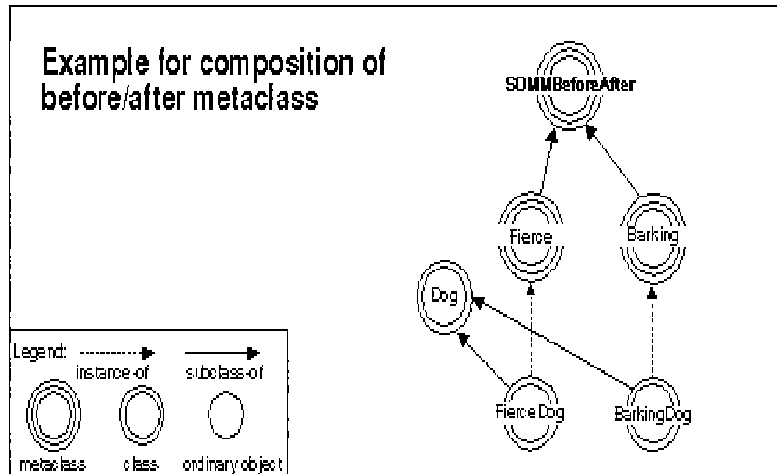 Example for composition of
before/after metaclass
SOMMBeforeAfter
Fierce
Barking
Dog
FierceDog
BarkingDog
Legend:
instance-of
subclass-of
metaclass
class
ordinary object